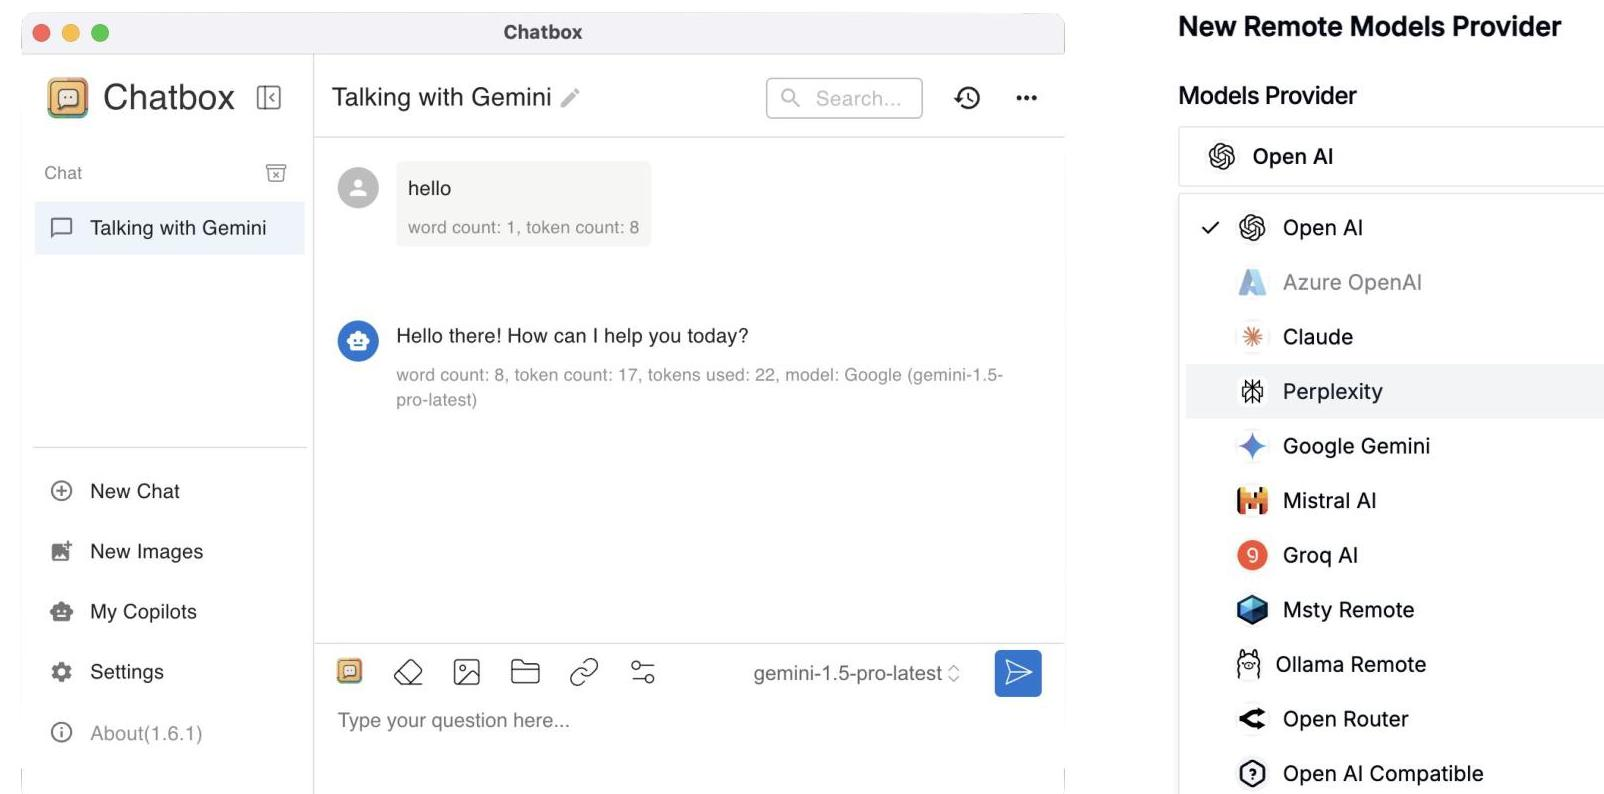 Chatbox
Chatbox
Chat
Talking with Gemini
New Chat
New Images
My Copilots
Settings
About(1.6.1)
Talking with Gemini
Search...
hello
word count: 1, token count: 8
Hello there! How can I help you today?
word count: 8, token count: 17, tokens used: 22, model: Google (gemini-1.5-
pro-latest)
gemini-1.5-pro-latest
Type your question here...
New Remote Models Provider
Models Provider
Open AI
Open AI
Azure OpenAI
Claude
Perplexity
Google Gemini
Mistral AI
Groq AI
Msty Remote
Ollama Remote
Open Router
Open AI Compatible